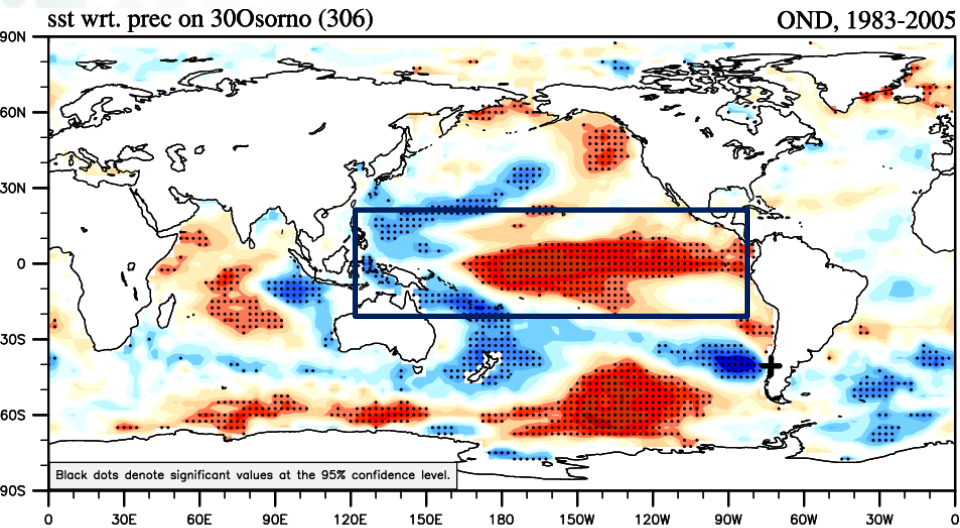 sst wrt. prec on 30Osorno (306)
OND, 1983-2005
90N
60N
30N
0
30S
60S
90S
Black dots denote significant values at the 95% confidence level.
0 30E 60E 90E 120E 150E 180 150W 120W 90W 60W 30W 0